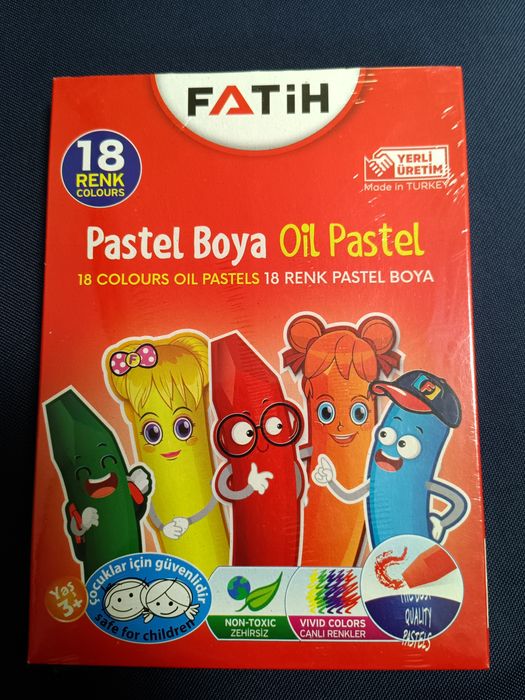 FATiH
18
RENK
COLOURS
YERLİ
ÜRETİM
Made in TURKEY
Pastel Boya Oil Pastel
18 COLOURS OIL PASTELS 18 RENK PASTEL BOYA
F
F
Yaş
3+
çocuklar için güvenlidir
safe for children
NON-TOXIC
ZEHİRSİZ
VIVID COLORS
CANLI RENKLER
QUALITY
PASTELS